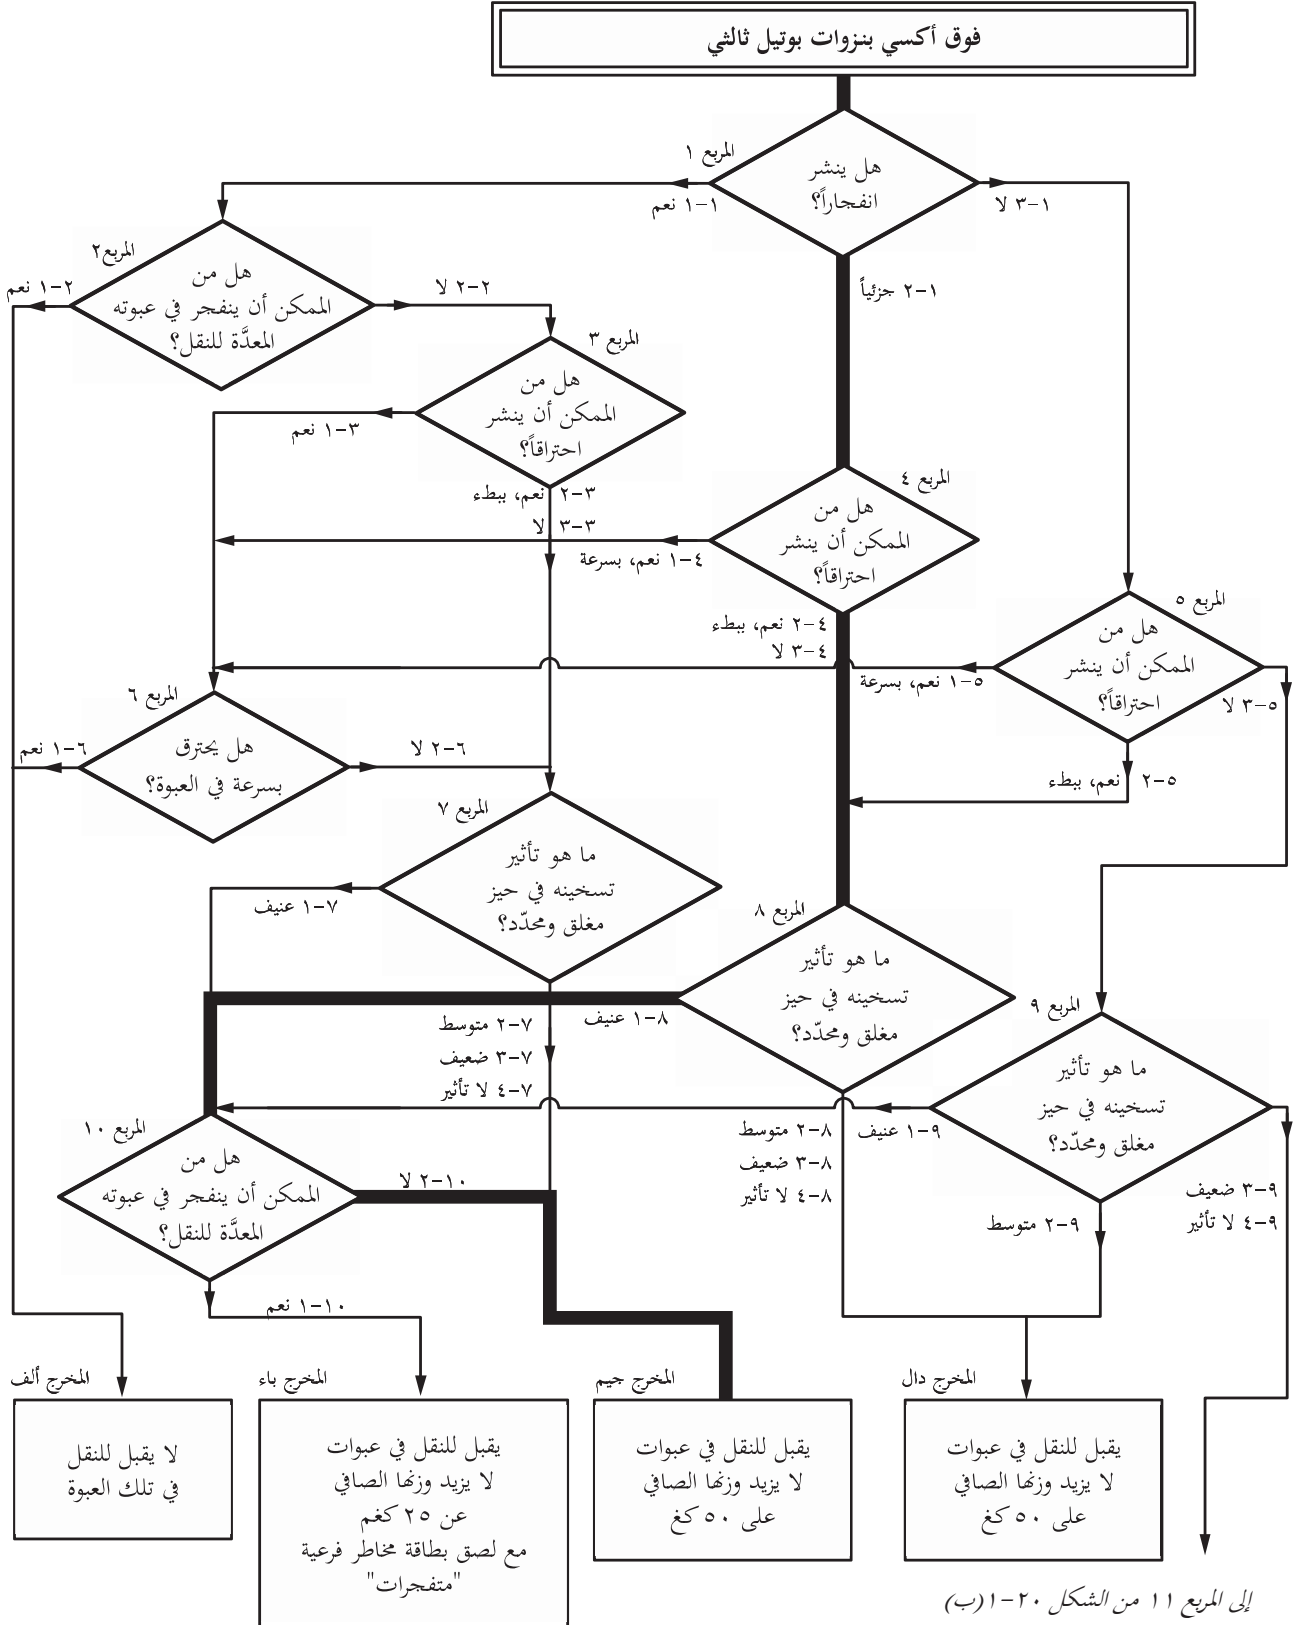 فوق أكسي بنزوات بوتيل ثالثي
المربع ١
هل ينشر
انفجاراً؟
١-١ نعم
١-٣ لا
١-٢ جزئياً
المربع٢
هل من
الممكن أن ينفجر في عبوته
المعدَّة للنقل؟
٢-١ نعم
٢-٢ لا
المربع ٣
هل من
الممكن أن ينشر
احتراقاً؟
٣-١ نعم
٣-٢ نعم، ببطء
٣-٣ لا
المربع ٤
هل من
الممكن أن ينشر
احتراقاً؟
٤-١ نعم، بسرعة
٤-٢ نعم، ببطء
٤-٣ لا
المربع ٥
هل من
الممكن أن ينشر
احتراقاً؟
٥-١ نعم، بسرعة
٥-٣ لا
٥-٢ نعم، ببطء
المربع ٦
هل يحترق
بسرعة في العبوة؟
٦-١ نعم
٦-٢ لا
المربع ٧
ما هو تأثير
تسخينه في حيز
مغلق ومحدّد؟
٧-١ عنيف
٧-٢ متوسط
٧-٣ ضعيف
٧-٤ لا تأثير
المربع ٨
ما هو تأثير
تسخينه في حيز
مغلق ومحدّد؟
٨-١ عنيف
٨-٢ متوسط
٨-٣ ضعيف
٨-٤ لا تأثير
المربع ٩
ما هو تأثير
تسخينه في حيز
مغلق ومحدّد؟
٩-١ عنيف
٩-٢ متوسط
٩-٣ ضعيف
٩-٤ لا تأثير
المربع ١٠
هل من
الممكن أن ينفجر في عبوته
المعدَّة للنقل؟
١٠-٢ لا
١٠-١ نعم
المخرج ألف
لا يقبل للنقل
في تلك العبوة
المخرج باء
يقبل للنقل في عبوات
لا يزيد وزنها الصافي
عن ٢٥ كغم
مع لصق بطاقة مخاطر فرعية
"متفجرات"
المخرج جيم
يقبل للنقل في عبوات
لا يزيد وزنها الصافي
على ٥٠ كغ
المخرج دال
يقبل للنقل في عبوات
لا يزيد وزنها الصافي
على ٥٠ كغ
إلى المربع ١١ من الشكل ٢٠-١(ب)